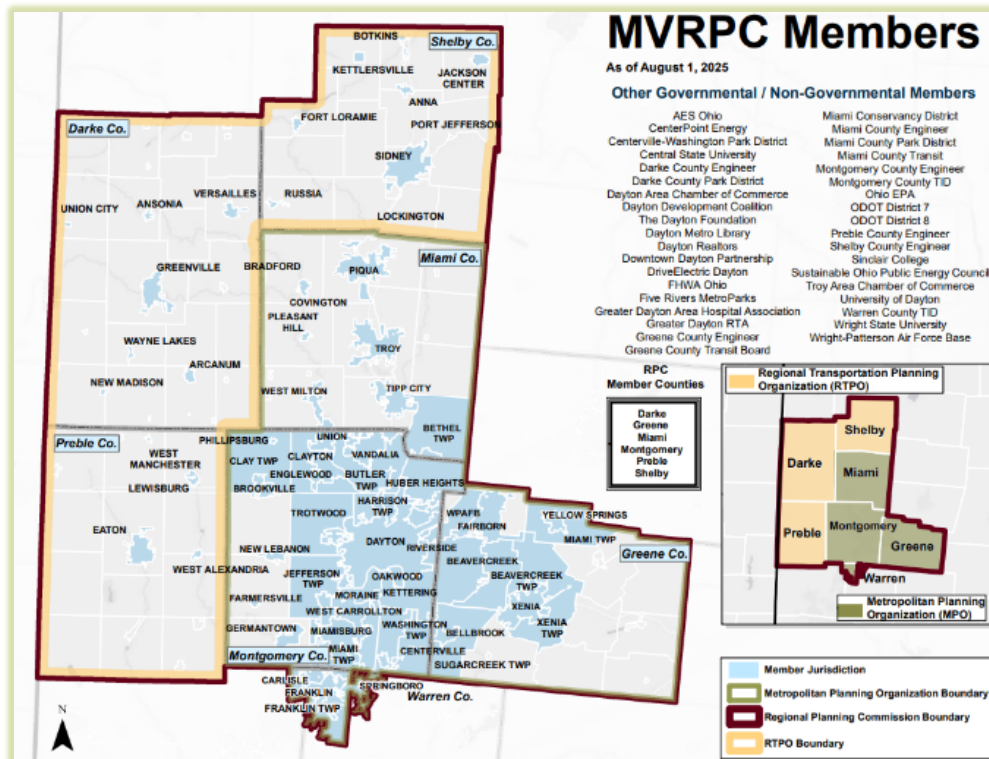 MVRPC Members
As of August 1, 2025
Other Governmental / Non-Governmental Members
AES Ohio
CenterPoint Energy
Centerville-Washington Park District
Central State University
Darke County Engineer
Darke County Park District
Dayton Area Chamber of Commerce
Dayton Development Coalition
The Dayton Foundation
Dayton Metro Library
Dayton Realtors
Downtown Dayton Partnership
DriveElectric Dayton
FHWA Ohio
Five Rivers MetroParks
Greater Dayton Area Hospital Association
Greater Dayton RTA
Greene County Engineer
Greene County Transit Board
Miami Conservancy District
Miami County Engineer
Miami County Park District
Miami County Transit
Montgomery County Engineer
Montgomery County TID
Ohio EPA
ODOT District 7
ODOT District 8
Preble County Engineer
Shelby County Engineer
Sinclair College
Sustainable Ohio Public Energy Council
Troy Area Chamber of Commerce
University of Dayton
Warren County TID
Wright State University
Wright-Patterson Air Force Base
RPC
Member Counties
Darke
Greene
Miami
Montgomery
Preble
Shelby
Regional Transportation Planning
Organization (RTPO)
Shelby
Darke
Miami
Preble
Montgomery
Greene
Warren
Metropolitan Planning
Organization (MPO)
Member Jurisdiction
Metropolitan Planning Organization Boundary
Regional Planning Commission Boundary
RTPO Boundary
Shelby Co.
BOTKINS
KETTLERSVILLE
JACKSON
CENTER
ANNA
FORT LORAMIE
PORT JEFFERSON
SIDNEY
RUSSIA
LOCKINGTON
Darke Co.
VERSAILLES
ANSONIA
UNION CITY
GREENVILLE
WAYNE LAKES
ARCANUM
NEW MADISON
Miami Co.
BRADFORD
PIQUA
COVINGTON
PLEASANT
HILL
TROY
TIPP CITY
WEST MILTON
BETHEL
TWP
Preble Co.
WEST
MANCHESTER
LEWISBURG
EATON
WEST ALEXANDRIA
Montgomery Co.
PHILLIPSBURG
UNION
CLAY TWP
CLAYTON
VANDALIA
ENGLEWOOD
BUTLER
TWP
HUBER HEIGHTS
BROOKVILLE
HARRISON
TWP
TROTWOOD
DAYTON
RIVERSIDE
NEW LEBANON
JEFFERSON
TWP
OAKWOOD
KETTERING
MORAINE
FARMERSVILLE
WEST CARROLLTON
GERMANTOWN
MIAMISBURG
WASHINGTON
TWP
MIAMI
TWP
CENTERVILLE
Greene Co.
WPAFB
FAIRBORN
YELLOW SPRINGS
MIAMI TWP
BEAVERCREEK
BEAVERCREEK
TWP
XENIA
XENIA
TWP
BELLBROOK
SUGARCREEK TWP
Warren Co.
CARLISLE
FRANKLIN
FRANKLIN TWP
SPRINGBORO
N